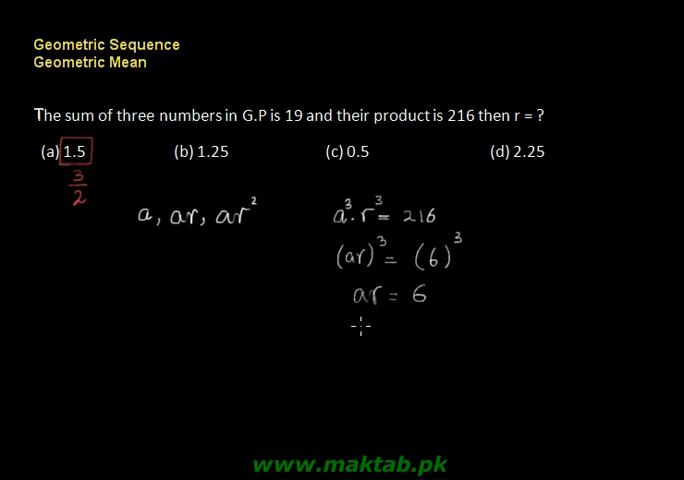 Geometric Sequence
Geometric Mean
The sum of three numbers in G.P is 19 and their product is 216 then r = ?
(a) 1.5 (b) 1.25 (c) 0.5 (d) 2.25
3/2
a, ar, ar² a³.r³ = 216
(ar)³ = (6)³
ar = 6
www.maktab.pk